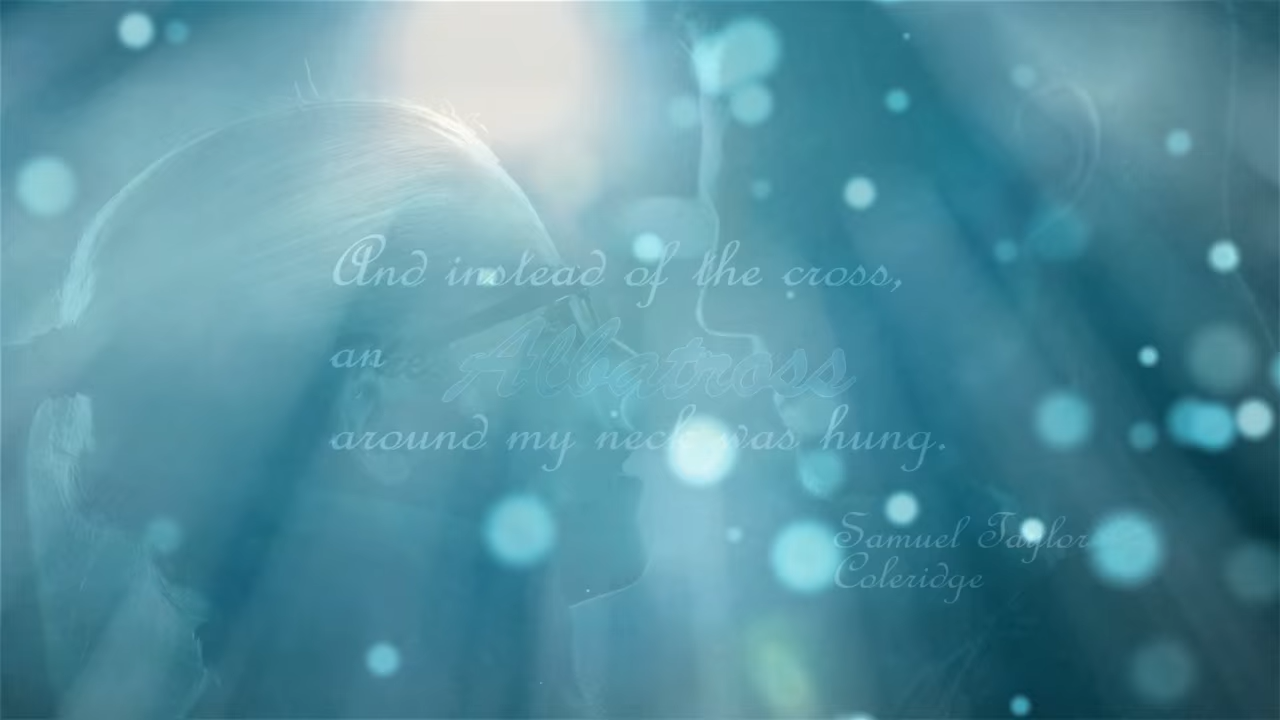 And instead of the cross,
an Albatross
around my neck was hung.
Samuel Taylor
Coleridge